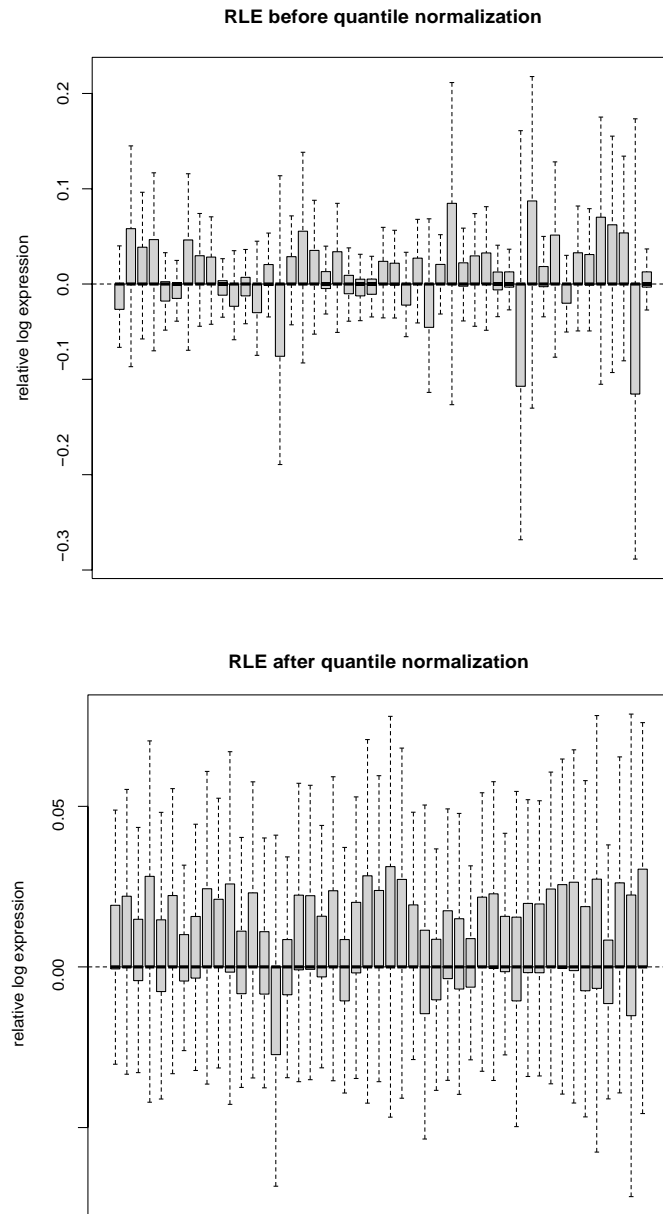 RLE before quantile normalization
0.2
0.1
0.0
−0.1
−0.2
−0.3
relative log expression
RLE after quantile normalization
0.05
0.00
relative log expression